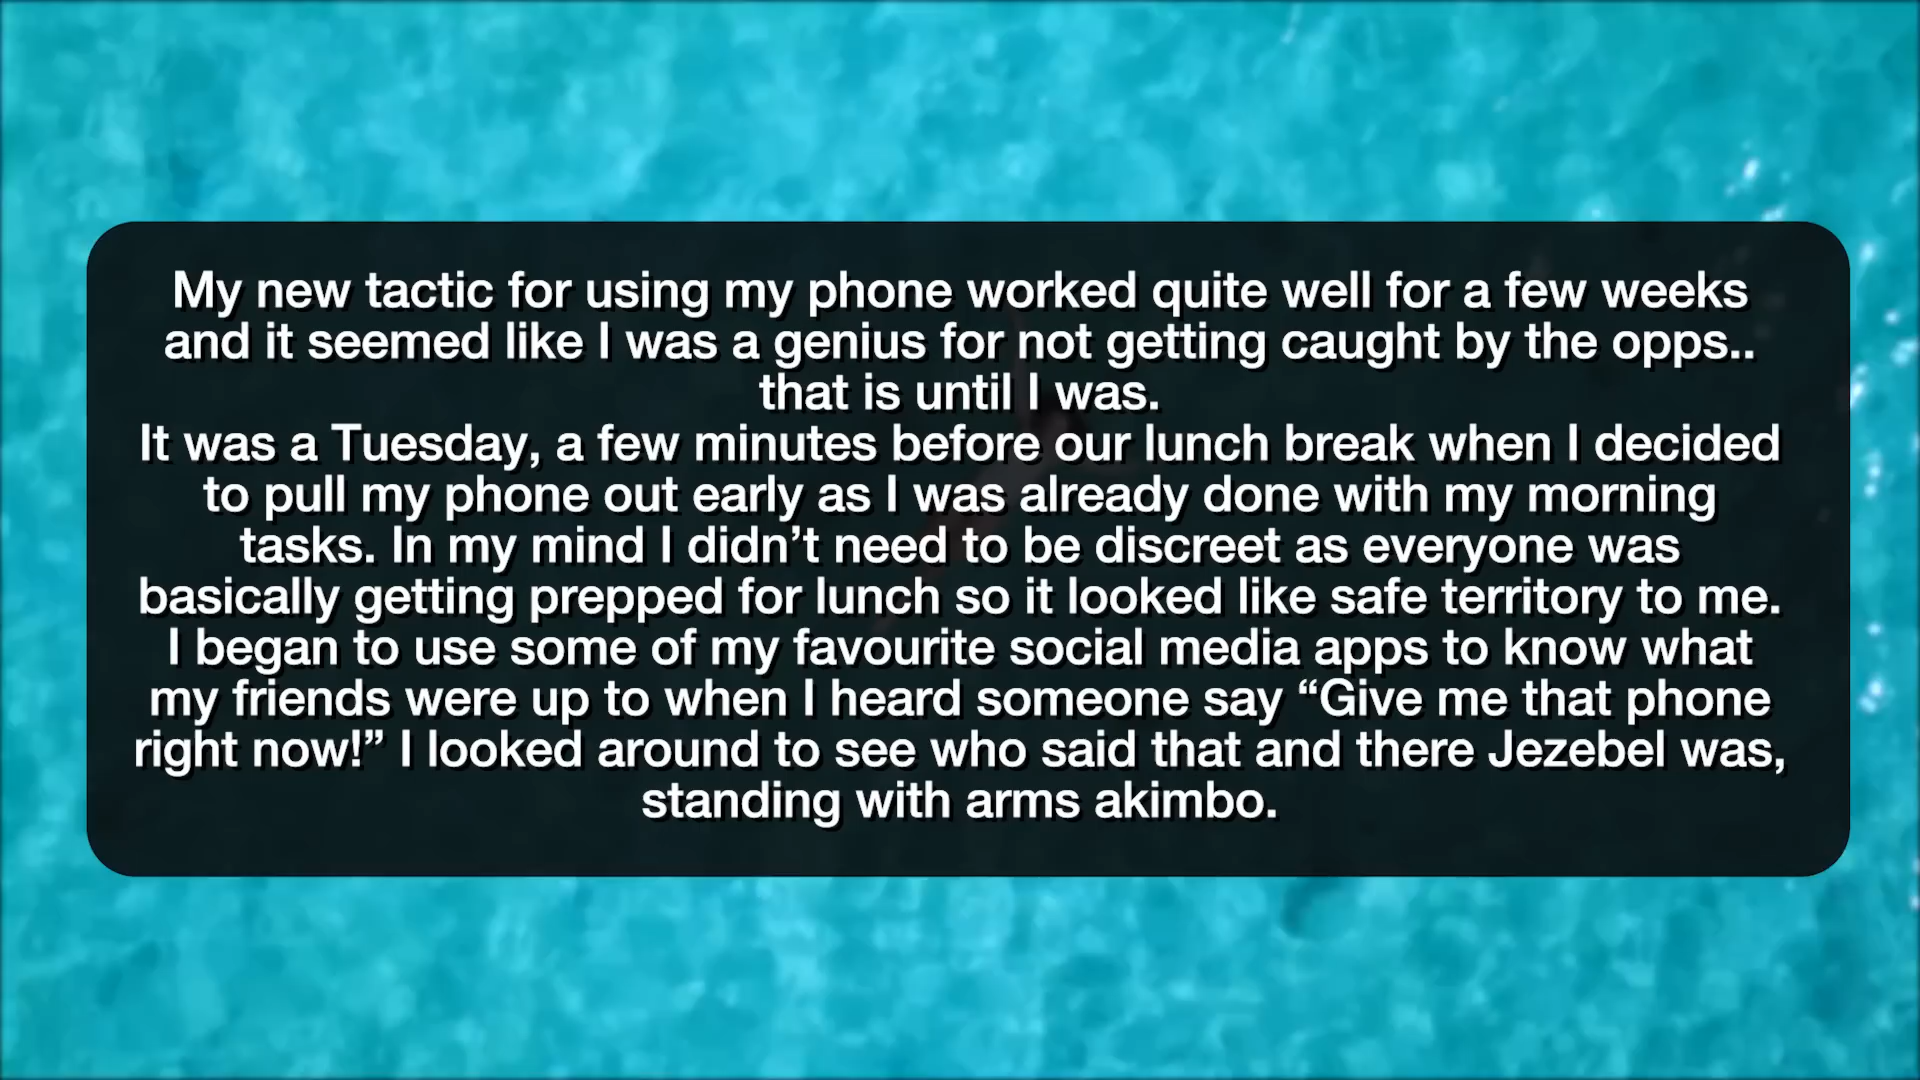 My new tactic for using my phone worked quite well for a few weeks
and it seemed like I was a genius for not getting caught by the opps..
that is until I was.
It was a Tuesday, a few minutes before our lunch break when I decided
to pull my phone out early as I was already done with my morning
tasks. In my mind I didn’t need to be discreet as everyone was
basically getting prepped for lunch so it looked like safe territory to me.
I began to use some of my favourite social media apps to know what
my friends were up to when I heard someone say “Give me that phone
right now!” I looked around to see who said that and there Jezebel was,
standing with arms akimbo.